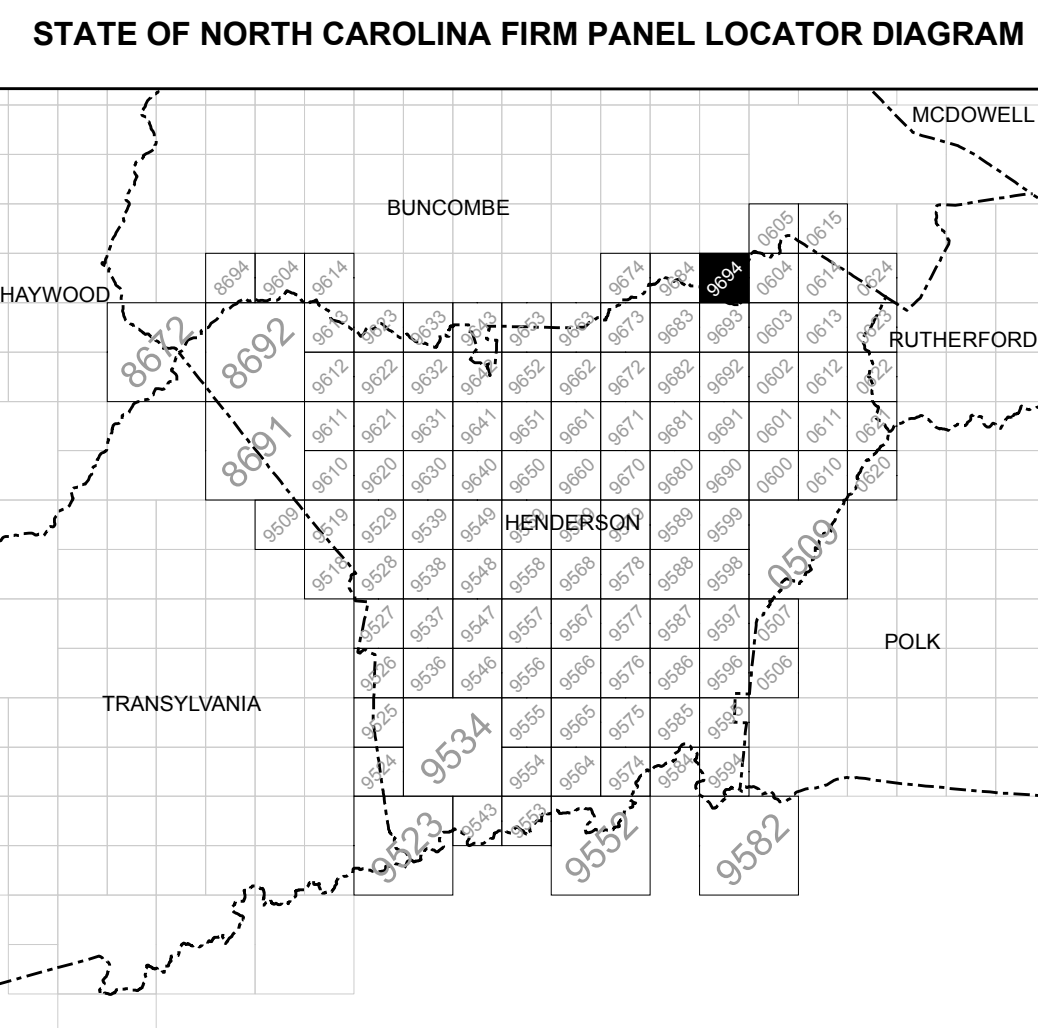 STATE OF NORTH CAROLINA FIRM PANEL LOCATOR DIAGRAM
MCDOWELL
BUNCOMBE
0605 0615
8694 9604 9614 9674 9684 9694 0604 0614 0624
HAYWOOD
8672 8692 9613 9623 9633 9643 9653 9663 9673 9683 9693 0603 0613 0623
RUTHERFORD
9612 9622 9632 9642 9652 9662 9672 9682 9692 0602 0612 0622
8691 9611 9621 9631 9641 9651 9661 9671 9681 9691 0601 0611 0621
9610 9620 9630 9640 9650 9660 9670 9680 9690 0600 0610 0620
9509 9519 9529 9539 9549 9589 9599
HENDERSON
0509
9518 9528 9538 9548 9558 9568 9578 9588 9598
9527 9537 9547 9557 9567 9577 9587 9597 0507
POLK
9526 9536 9546 9556 9566 9576 9586 9596 0506
TRANSYLVANIA
9525 9534 9555 9565 9575 9585 9595
9524 9554 9564 9574 9584 9594
9523 9543 9553 9552 9582